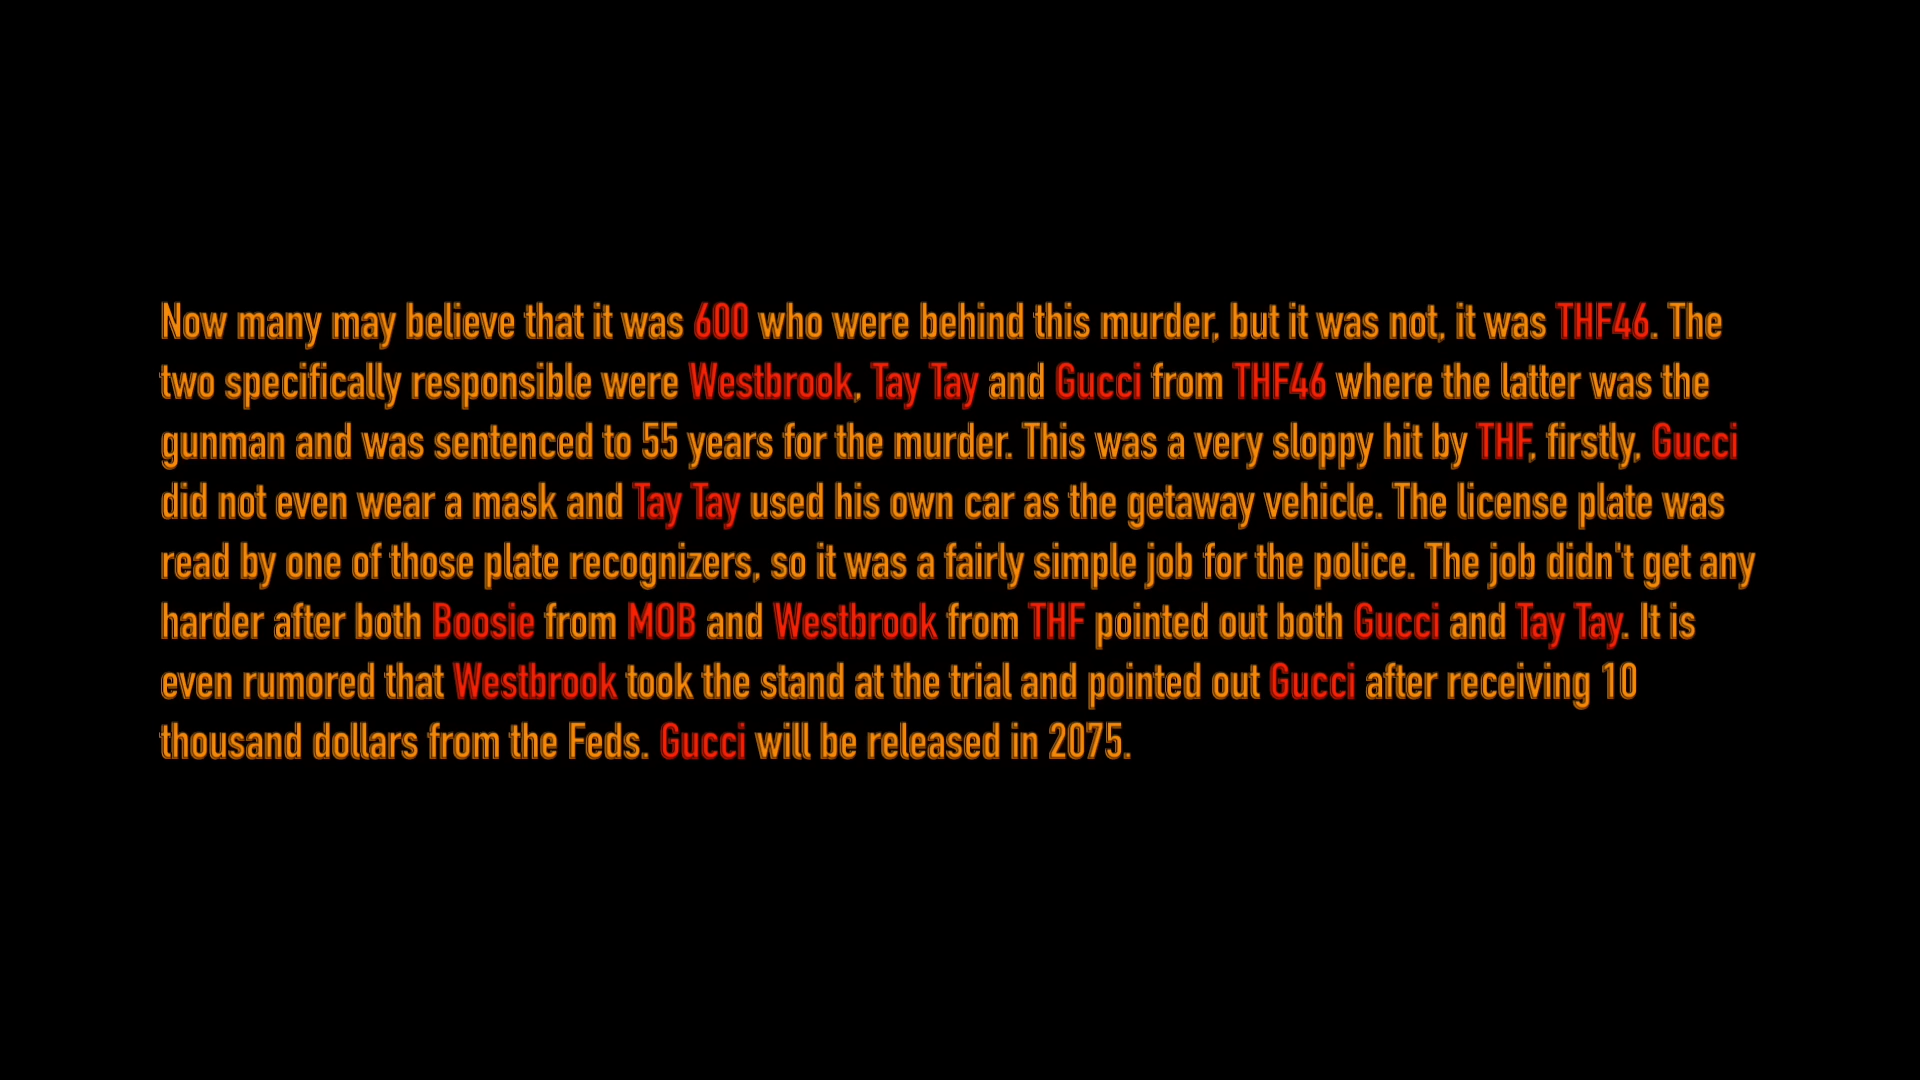 Now many may believe that it was 600 who were behind this murder, but it was not, it was THF46. The
two specifically responsible were Westbrook, Tay Tay and Gucci from THF46 where the latter was the
gunman and was sentenced to 55 years for the murder. This was a very sloppy hit by THF, firstly, Gucci
did not even wear a mask and Tay Tay used his own car as the getaway vehicle. The license plate was
read by one of those plate recognizers, so it was a fairly simple job for the police. The job didn't get any
harder after both Boosie from MOB and Westbrook from THF pointed out both Gucci and Tay Tay. It is
even rumored that Westbrook took the stand at the trial and pointed out Gucci after receiving 10
thousand dollars from the Feds. Gucci will be released in 2075.